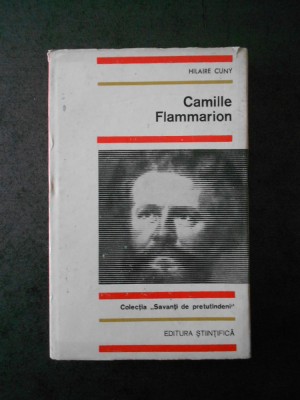 HILAIRE CUNY
Camille
Flammarion
Colecția „Savanți de pretutindeni"
EDITURA ȘTIINȚIFICĂ